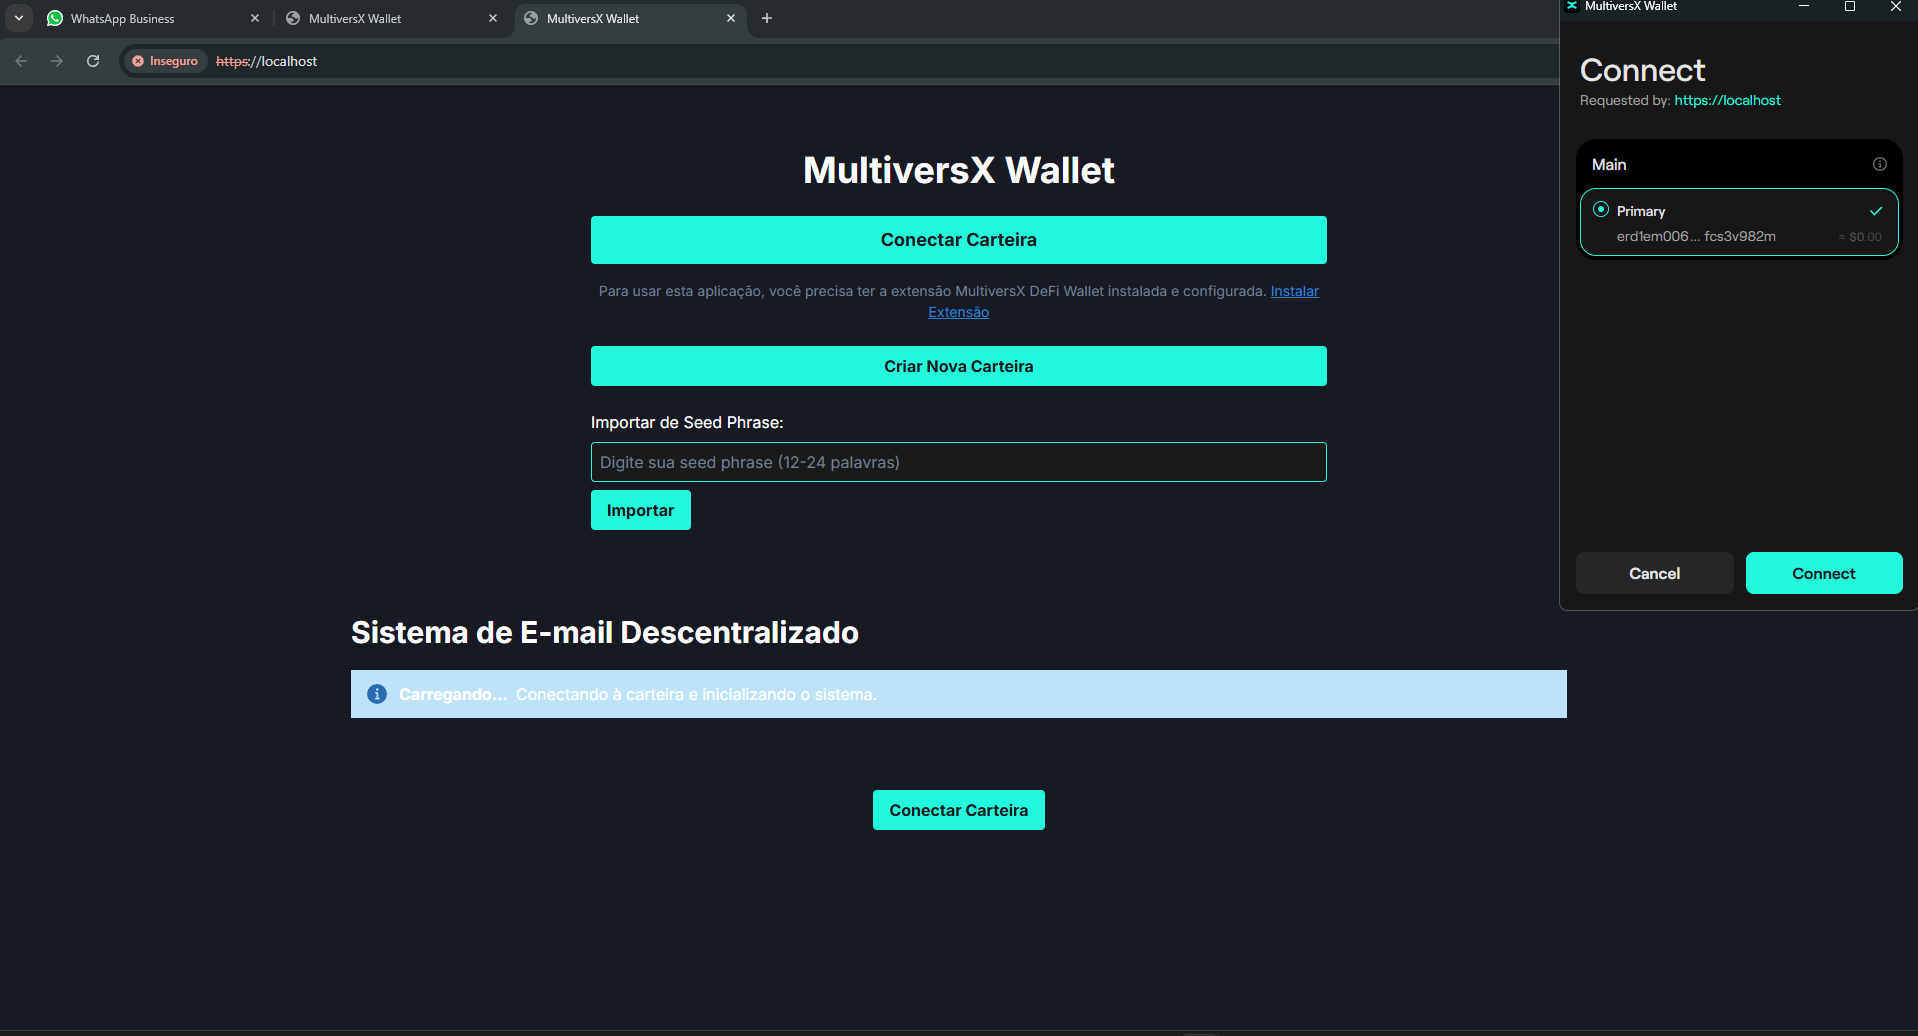 WhatsApp Business
MultiversX Wallet
MultiversX Wallet
Inseguro
https://localhost
MultiversX Wallet
Conectar Carteira
Para usar esta aplicação, você precisa ter a extensão MultiversX DeFi Wallet instalada e configurada. Instalar
Extensão
Criar Nova Carteira
Importar de Seed Phrase:
Digite sua seed phrase (12-24 palavras)
Importar
Sistema de E-mail Descentralizado
Carregando... Conectando à carteira e inicializando o sistema.
Conectar Carteira
MultiversX Wallet
Connect
Requested by: https://localhost
Main
Primary
erd1em006... fcs3v982m
≈ $0.00
Cancel
Connect